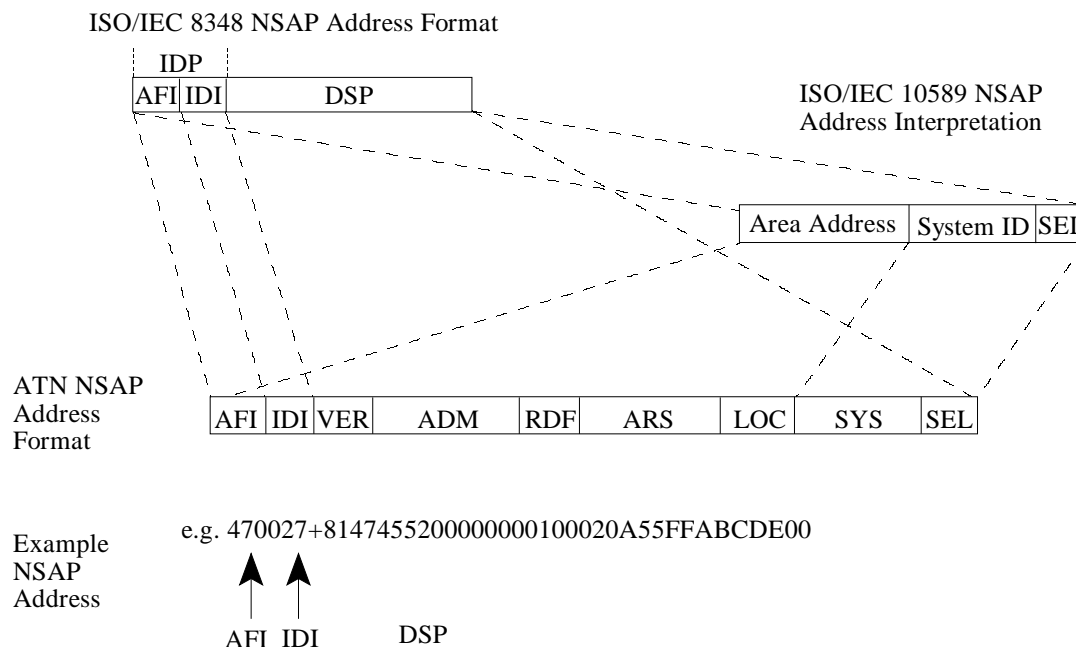 ISO/IEC 8348 NSAP Address Format
IDP
AFI IDI DSP
ISO/IEC 10589 NSAP
Address Interpretation
Area Address System ID SEL
ATN NSAP
Address
Format
AFI IDI VER ADM RDF ARS LOC SYS SEL
e.g. 470027+8147455200000000100020A55FFABCDE00
Example
NSAP
Address
AFI IDI DSP